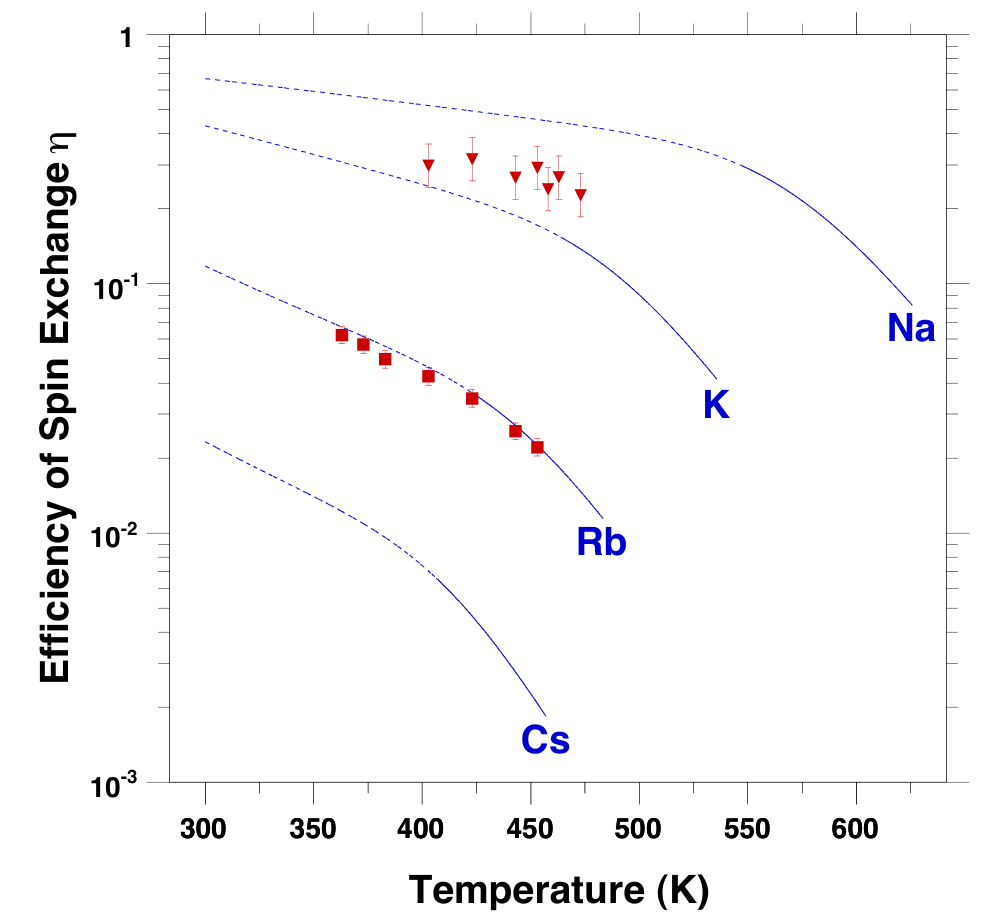 Efficiency of Spin Exchange η
1
10⁻¹
10⁻²
10⁻³
Na
K
Rb
Cs
300 350 400 450 500 550 600
Temperature (K)